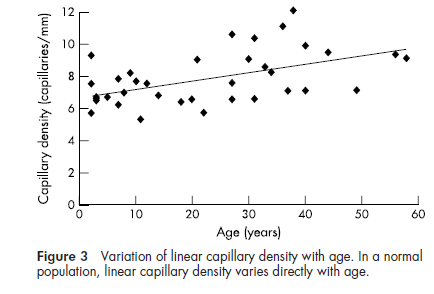 Capillary density (capillaries/mm)
12
10
8
6
4
2
0
0 10 20 30 40 50 60
Age (years)
Figure 3 Variation of linear capillary density with age. In a normal
population, linear capillary density varies directly with age.